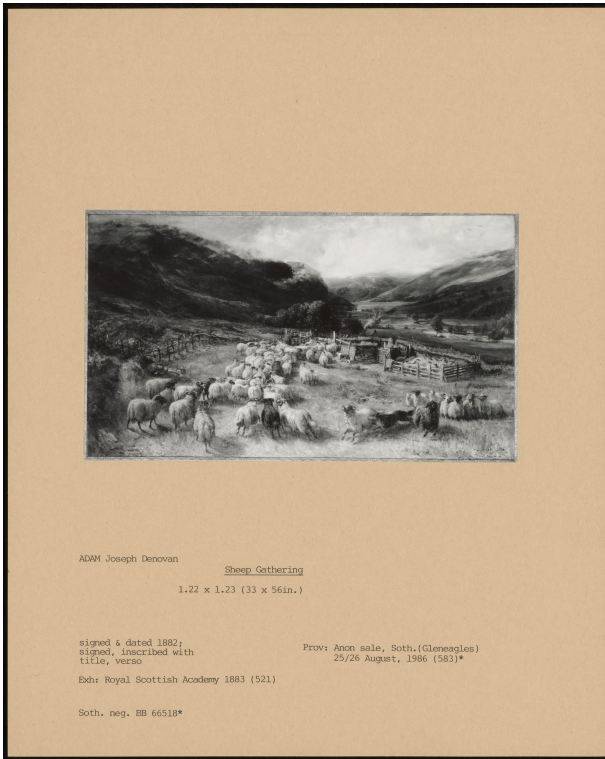 ADAM Joseph Denovan
Sheep Gathering
1.22 x 1.23 (33 x 56in.)
signed & dated 1882;
signed, inscribed with
title, verso
Prov: Anon sale, Soth.(Gleneagles)
25/26 August, 1986 (583)*
Exh: Royal Scottish Academy 1883 (521)
Soth. neg. BB 66518*